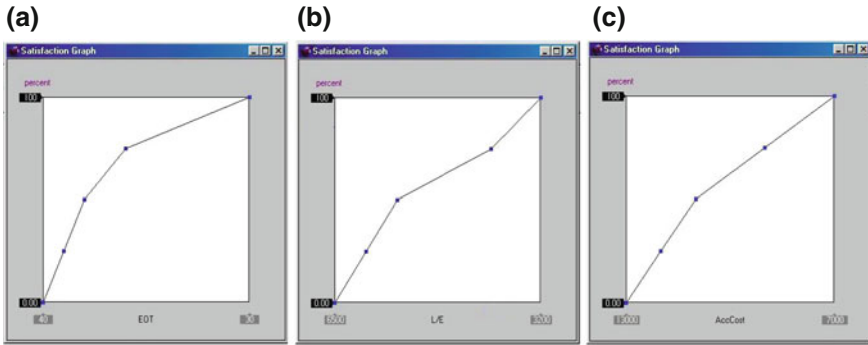 (a) (b) (c)
Satisfaction Graph Satisfaction Graph Satisfaction Graph
percent percent percent
100 100 100
0.00 0.00 0.00
EOT L/E AccCost